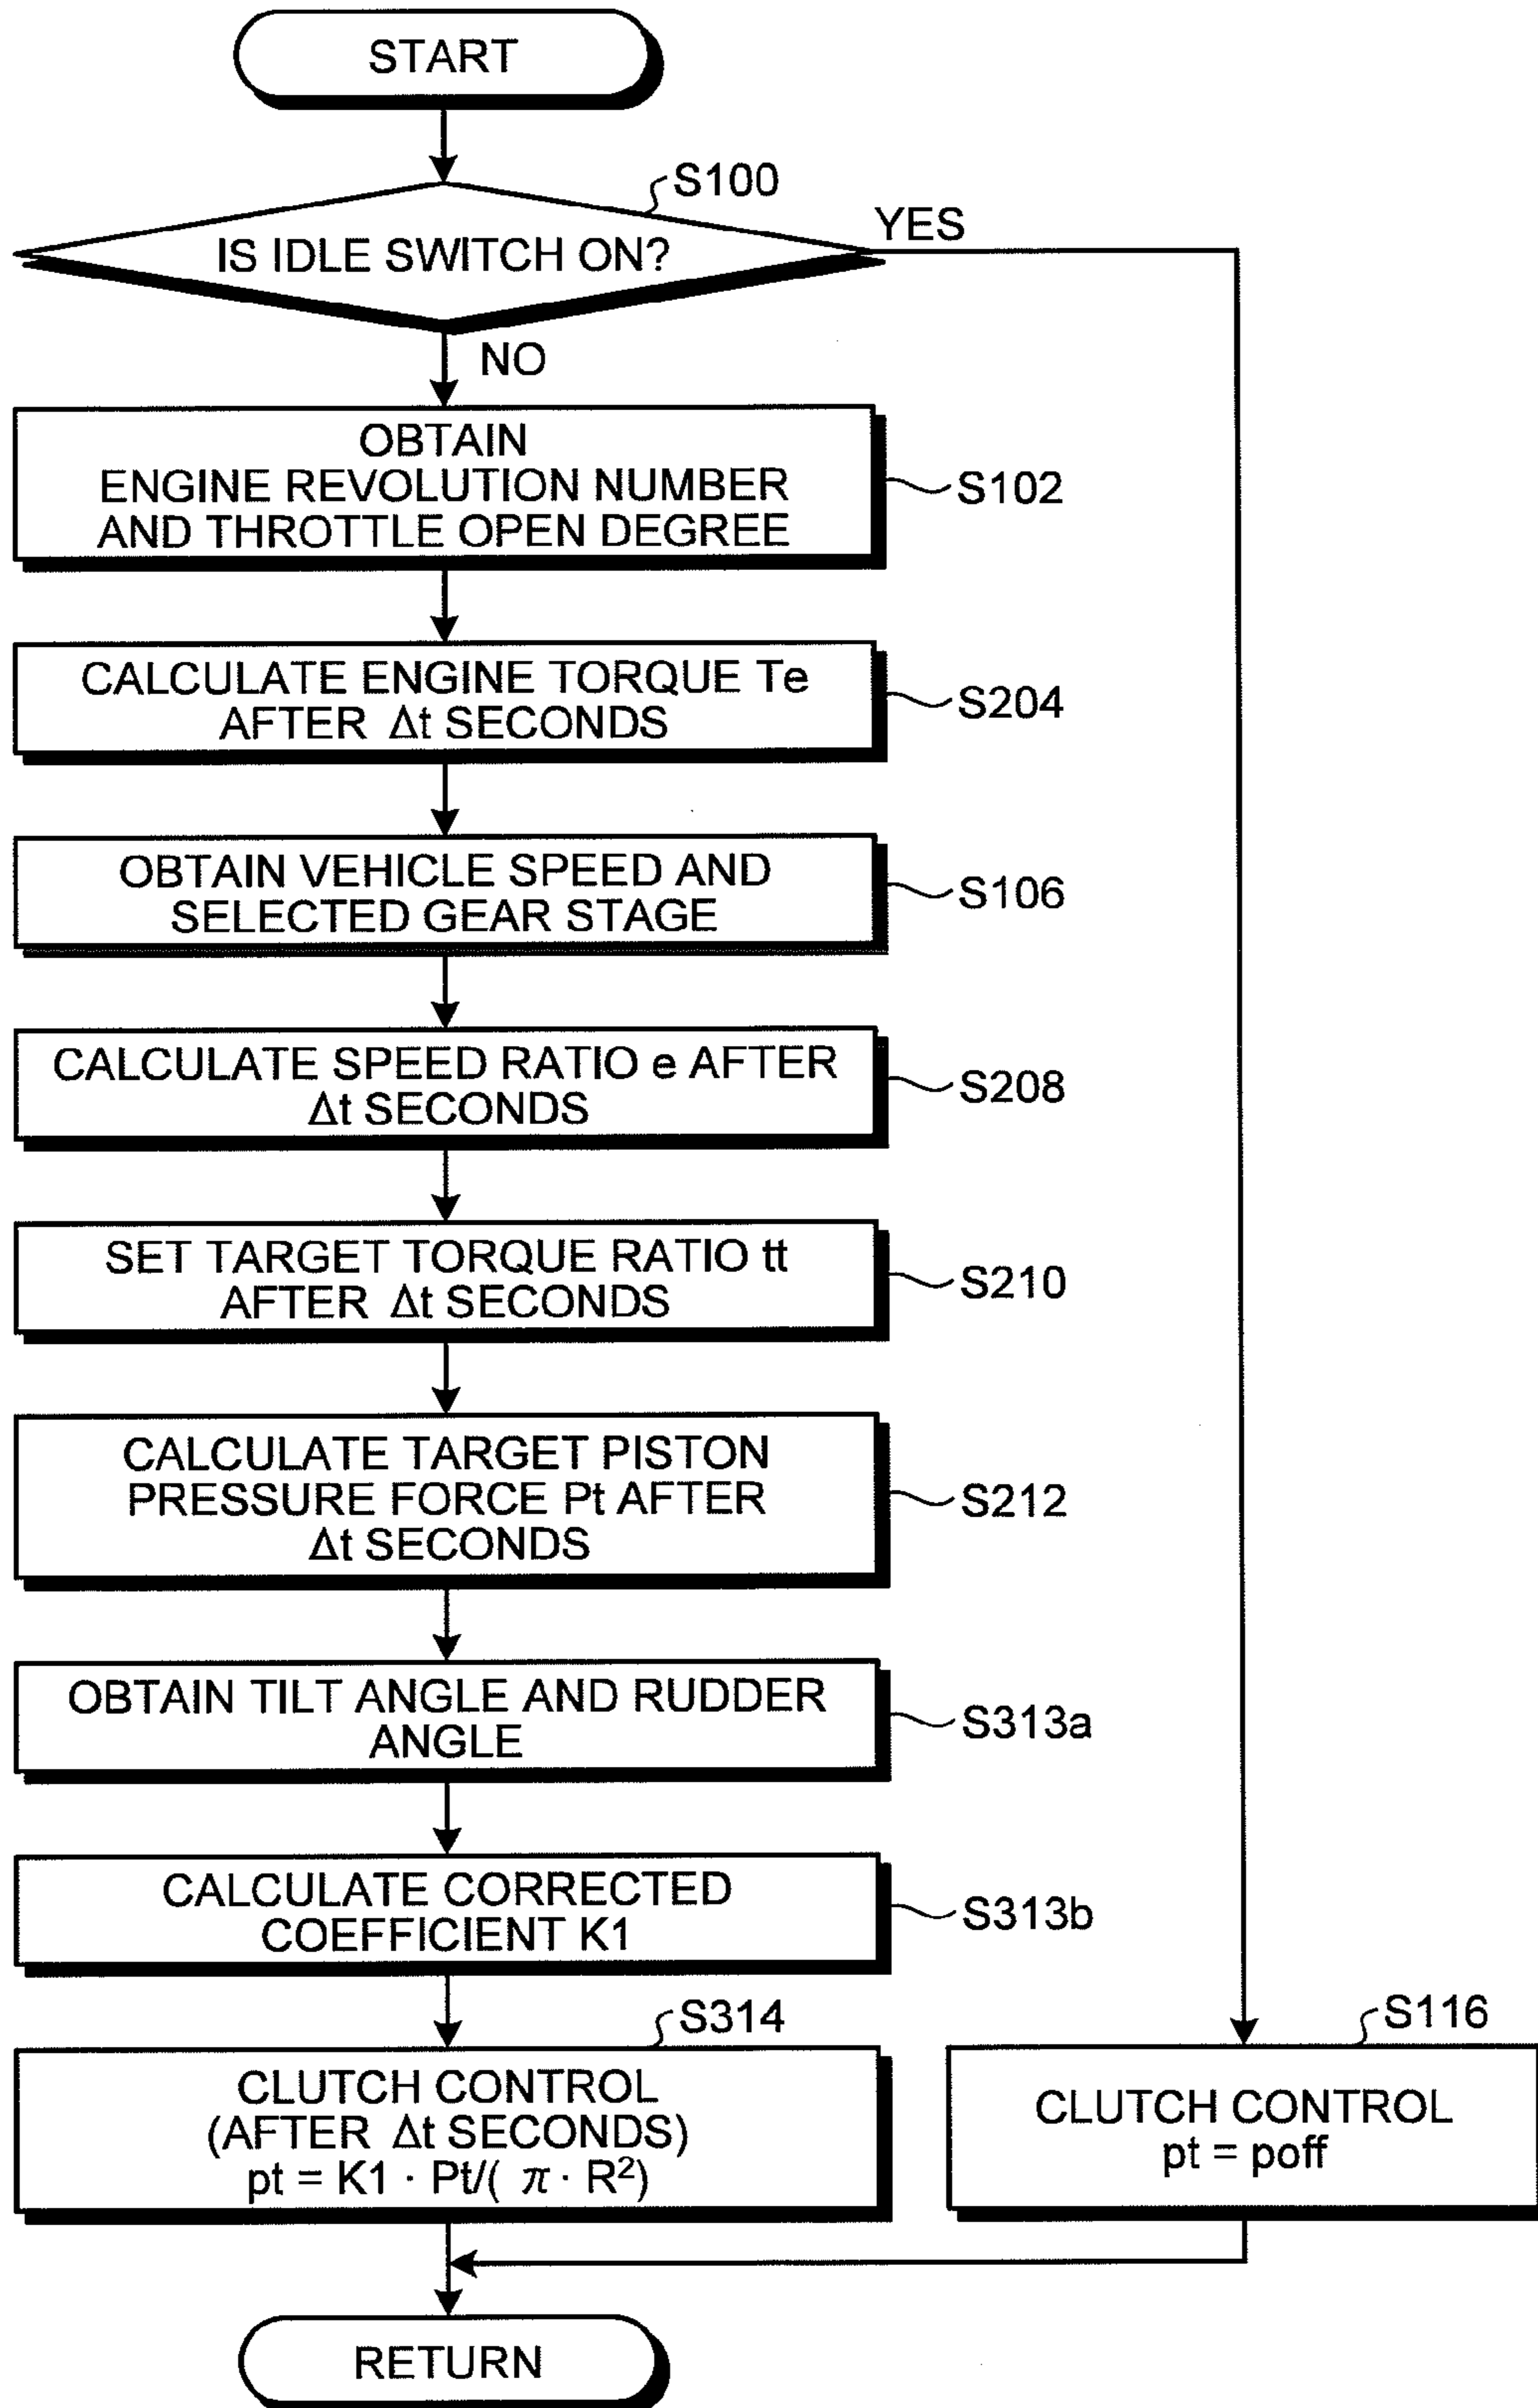 START
S100
IS IDLE SWITCH ON?
YES
NO
OBTAIN
ENGINE REVOLUTION NUMBER
AND THROTTLE OPEN DEGREE
S102
CALCULATE ENGINE TORQUE Te
AFTER Δt SECONDS
S204
OBTAIN VEHICLE SPEED AND
SELECTED GEAR STAGE
S106
CALCULATE SPEED RATIO e AFTER
Δt SECONDS
S208
SET TARGET TORQUE RATIO tt
AFTER Δt SECONDS
S210
CALCULATE TARGET PISTON
PRESSURE FORCE Pt AFTER
Δt SECONDS
S212
OBTAIN TILT ANGLE AND RUDDER
ANGLE
S313a
CALCULATE CORRECTED
COEFFICIENT K1
S313b
S314
CLUTCH CONTROL
(AFTER Δt SECONDS)
pt = K1 · Pt/( π · R²)
S116
CLUTCH CONTROL
pt = poff
RETURN